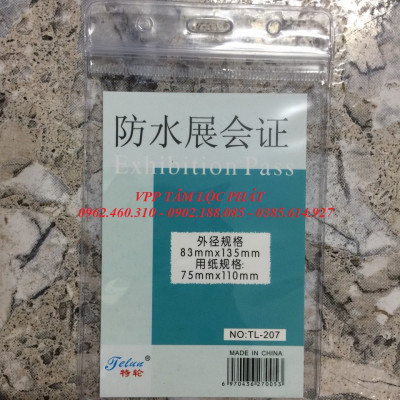 防水展会证
Exhibition Pass
VPP TÂM LỘC PHÁT
0902.460.310 - 0902.188.085 - 0285.614.927
外径规格
83mmx135mm
用纸规格:
75mmx110mm
NO:TL-207
MADE IN CHINA
Telun ®
特轮
6970436270053